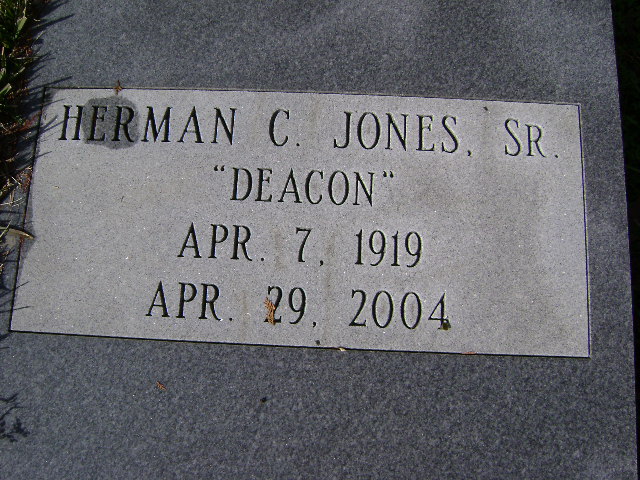 HERMAN C. JONES, SR.
"DEACON"
APR. 7, 1919
APR. 29, 2004